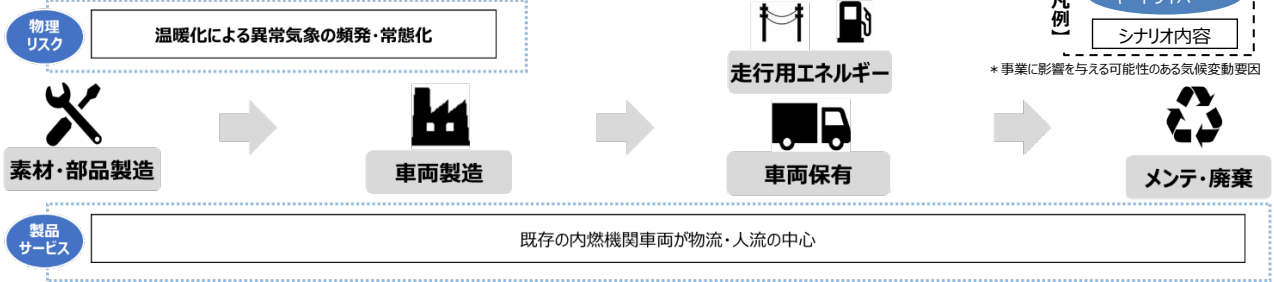 物理
リスク
温暖化による異常気象の頻発・常態化
凡例】
シナリオ内容
＊事業に影響を与える可能性のある気候変動要因
走行用エネルギー
素材・部品製造
車両製造
車両保有
メンテ・廃棄
製品
サービス
既存の内燃機関車両が物流・人流の中心